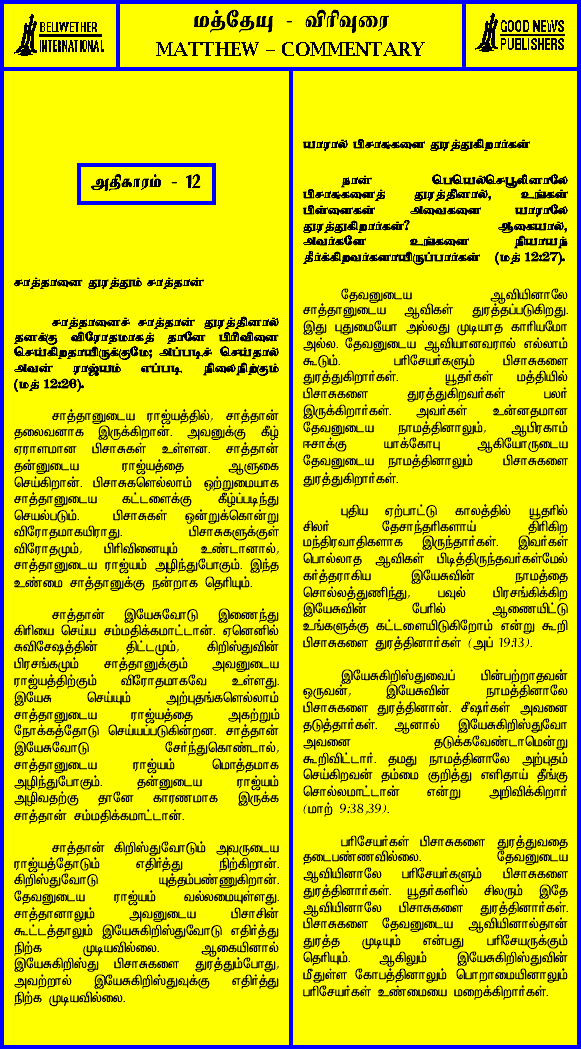 BELIWETHER
INTERNATIONAL
மத்தேயு - விரிவுரை
MATTHEW – COMMENTARY
GOOD NEWS
PUBLISHERS
அதிகாரம் - 12
சாத்தானை துரத்தும் சாத்தான்
சாத்தானைச் சாத்தான் துரத்தினால்
தனக்கு விரோதமாகத் தானே பிரிவினை
செய்கிறதாயிருக்குமே; அப்படிச் செய்தால்
அவன் ராஜ்யம் எப்படி நிலைநிற்கும்
(மத் 12:26).
சாத்தானுடைய ராஜ்யத்தில், சாத்தான்
தலைவனாக இருக்கிறான். அவனுக்கு கீழ்
ஏராளமான பிசாசுகள் உள்ளன. சாத்தான்
தன்னுடைய ராஜ்யத்தை ஆளுகை
செய்கிறான். பிசாசுகளெல்லாம் ஒற்றுமையாக
சாத்தானுடைய கட்டளைக்கு கீழ்ப்படிந்து
செயல்படும். பிசாசுகள் ஒன்றுக்கொன்று
விரோதமாகயிராது. பிசாசுகளுக்குள்
விரோதமும், பிரிவினையும் உண்டானால்,
சாத்தானுடைய ராஜ்யம் அழிந்துபோகும். இந்த
உண்மை சாத்தானுக்கு நன்றாக தெரியும்.
சாத்தான் இயேசுவோடு இணைந்து
கிரியை செய்ய சம்மதிக்கமாட்டான். ஏனெனில்
சுவிசேஷத்தின் திட்டமும், கிறிஸ்துவின்
பிரசங்கமும் சாத்தானுக்கும் அவனுடைய
ராஜ்யத்திற்கும் விரோதமாகவே உள்ளது.
இயேசு செய்யும் அற்புதங்களெல்லாம்
சாத்தானுடைய ராஜ்யத்தை அகற்றும்
நோக்கத்தோடு செய்யப்படுகின்றன. சாத்தான்
இயேசுவோடு சேர்ந்துகொண்டால்,
சாத்தானுடைய ராஜ்யம் மொத்தமாக
அழிந்துபோகும். தன்னுடைய ராஜ்யம்
அழிவதற்கு தானே காரணமாக இருக்க
சாத்தான் சம்மதிக்கமாட்டான்.
சாத்தான் கிறிஸ்துவோடும் அவருடைய
ராஜ்யத்தோடும் எதிர்த்து நிற்கிறான்.
கிறிஸ்துவோடு யுத்தம்பண்ணுகிறான்.
தேவனுடைய ராஜ்யம் வல்லமையுள்ளது.
சாத்தானாலும் அவனுடைய பிசாசின்
கூட்டத்தாலும் இயேசுகிறிஸ்துவோடு எதிர்த்து
நிற்க முடியவில்லை. ஆகையினால்
இயேசுகிறிஸ்து பிசாசுகளை துரத்தும்போது,
அவற்றால் இயேசுகிறிஸ்துவுக்கு எதிர்த்து
நிற்க முடியவில்லை.
யாரால் பிசாசுகளை துரத்துகிறார்கள்
நான் பெயெல்செபூலினாலே
பிசாசுகளைத் துரத்தினால், உங்கள்
பிள்ளைகள் அவைகளை யாராலே
துரத்துகிறார்கள்? ஆகையால்,
அவர்களே உங்களை நியாயந்
தீர்க்கிறவர்களாயிருப்பார்கள் (மத் 12:27).
தேவனுடைய ஆவியினாலே
சாத்தானுடைய ஆவிகள் துரத்தப்படுகிறது.
இது புதுமையோ அல்லது முடியாத காரியமோ
அல்ல. தேவனுடைய ஆவியானவரால் எல்லாம்
கூடும். பரிசேயர்களும் பிசாசுகளை
துரத்துகிறார்கள். யூதர்கள் மத்தியில்
பிசாசுகளை துரத்துகிறவர்கள் பலர்
இருக்கிறார்கள். அவர்கள் உன்னதமான
தேவனுடைய நாமத்தினாலும், ஆபிரகாம்
ஈசாக்கு யாக்கோபு ஆகியோருடைய
தேவனுடைய நாமத்தினாலும் பிசாசுகளை
துரத்துகிறார்கள்.
புதிய ஏற்பாட்டு காலத்தில் யூதரில்
சிலர் தேசாந்தரிகளாய் திரிகிற
மந்திரவாதிகளாக இருந்தார்கள். இவர்கள்
பொல்லாத ஆவிகள் பிடித்திருந்தவர்கள்மேல்
கர்த்தராகிய இயேசுவின் நாமத்தை
சொல்லத்துணிந்து, பவுல் பிரசங்கிக்கிற
இயேசுவின் பேரில் ஆணையிட்டு
உங்களுக்கு கட்டளையிடுகிறோம் என்று கூறி
பிசாசுகளை துரத்தினார்கள் (அப் 19:13).
இயேசுகிறிஸ்துவைப் பின்பற்றாதவன்
ஒருவன், இயேசுவின் நாமத்தினாலே
பிசாசுகளை துரத்தினான். சீஷர்கள் அவனை
தடுத்தார்கள். ஆனால் இயேசுகிறிஸ்துவோ
அவனை தடுக்கவேண்டாமென்று
கூறிவிட்டார். தமது நாமத்தினாலே அற்புதம்
செய்கிறவன் தம்மை குறித்து எளிதாய் தீங்கு
சொல்லமாட்டான் என்று அறிவிக்கிறார்
(மாற் 9:38,39).
பரிசேயர்கள் பிசாசுகளை துரத்துவதை
தடைபண்ணவில்லை. தேவனுடைய
ஆவியினாலே பரிசேயர்களும் பிசாசுகளை
துரத்தினார்கள். யூதர்களில் சிலரும் இதே
ஆவியினாலே பிசாசுகளை துரத்தினார்கள்.
பிசாசுகளை தேவனுடைய ஆவியினால்தான்
துரத்த முடியும் என்பது பரிசேயருக்கும்
தெரியும். ஆகிலும் இயேசுகிறிஸ்துவின்
மீதுள்ள கோபத்தினாலும் பொறாமையினாலும்
பரிசேயர்கள் உண்மையை மறைக்கிறார்கள்.